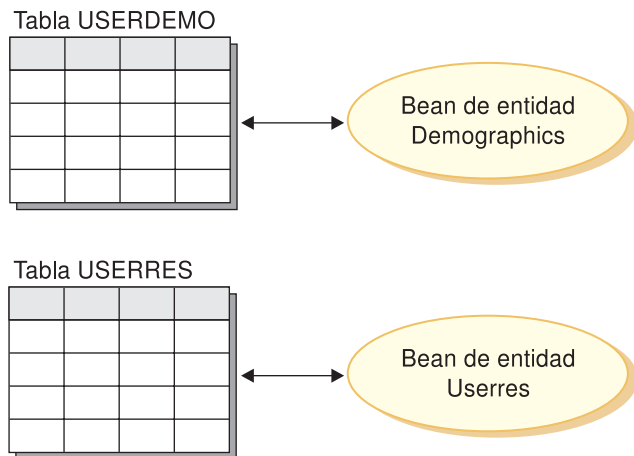 Tabla USERDEMO
Bean de entidad
Demographics
Tabla USERRES
Bean de entidad
Userres